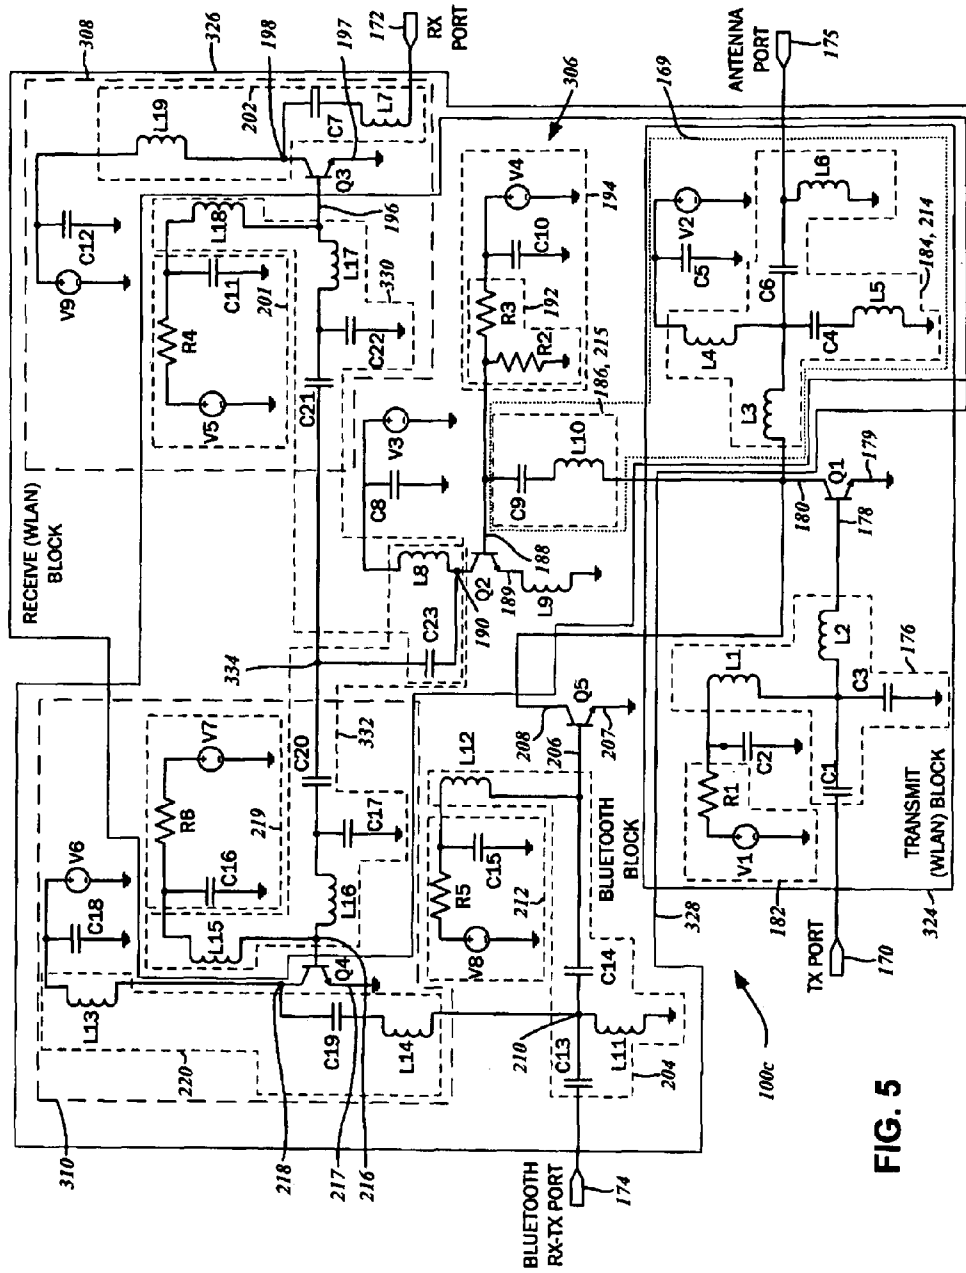 308
326
172
RX
PORT
198
197
202
C7
L7
L19
Q3
C12
V9
196
L18
L17
330
C11
201
R4
V5
C22
C21
RECEIVE (WLAN)
BLOCK
306
V4
194
C10
R3
192
R2
186, 215
C9
L10
188
V3
C8
L8
Q2
189
L9
190
C23
334
332
C20
V7
R6
219
C16
C17
L15
L16
V6
C18
L13
Q4
C19
L14
220
310
218
217
216
ANTENNA
PORT
175
169
V2
C5
L6
C6
184, 214
L4
C4
L5
L3
Q1
180
179
178
Q5
208
206
207
L12
BLUETOOTH
BLOCK
R5
C15
212
V8
C14
210
C13
L11
204
BLUETOOTH
RX-TX PORT
174
L1
L2
176
C3
C2
R1
C1
V1
182
TRANSMIT
(WLAN) BLOCK
328
324
TX PORT
170
100c
FIG. 5